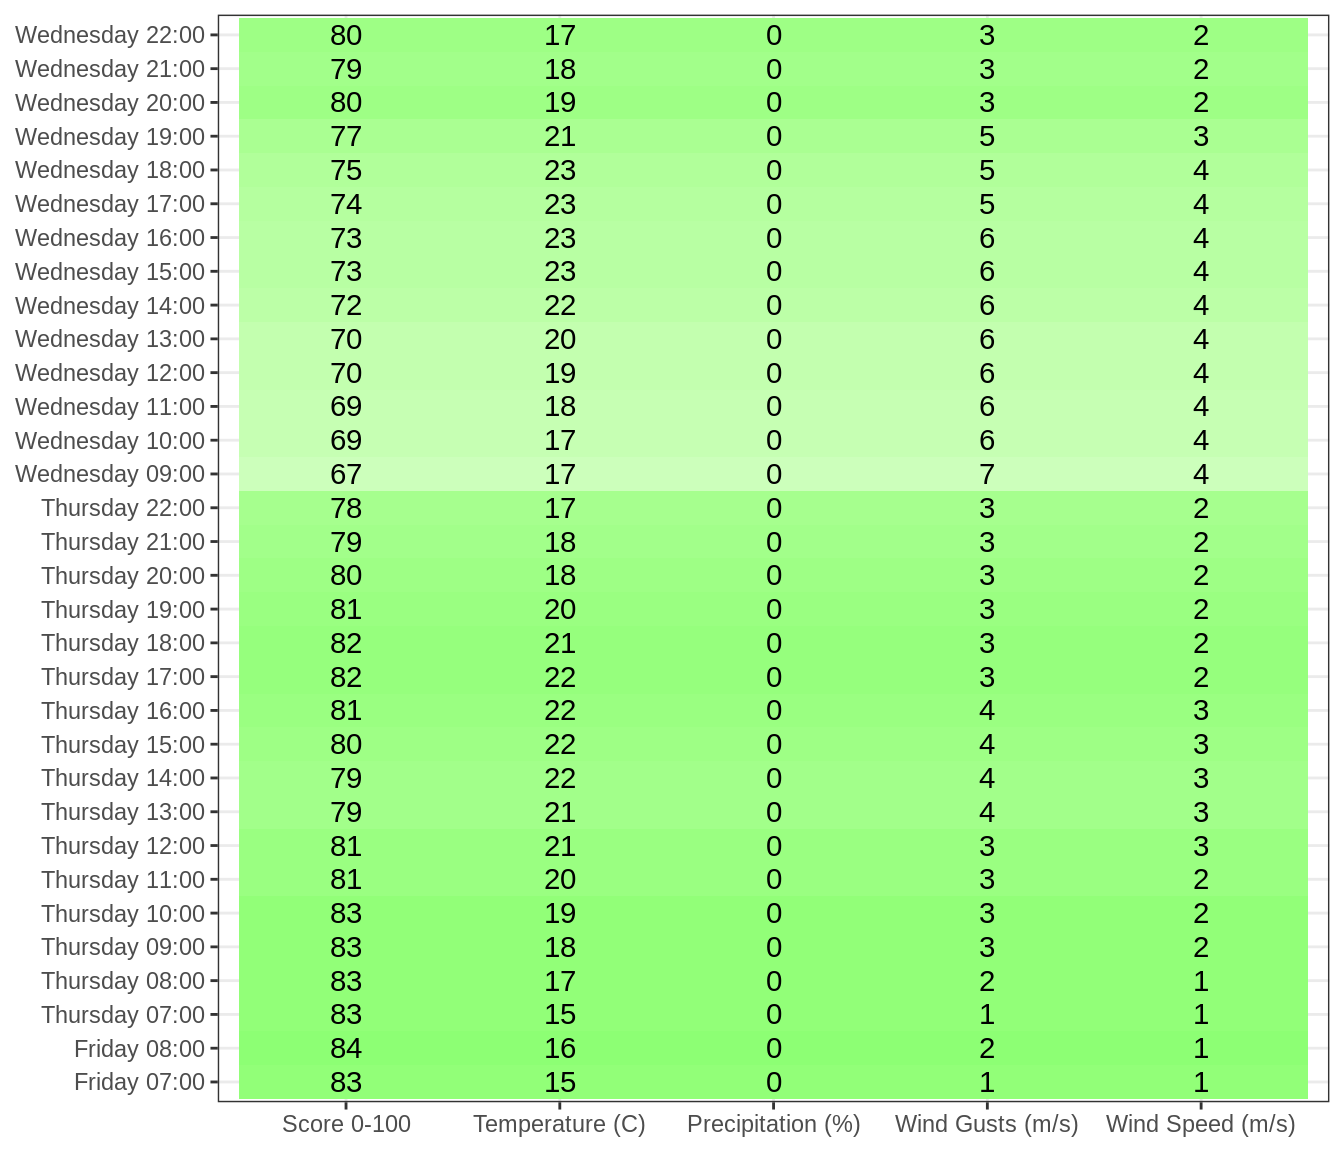 Wednesday 22:00 80 17 0 3 2
Wednesday 21:00 79 18 0 3 2
Wednesday 20:00 80 19 0 3 2
Wednesday 19:00 77 21 0 5 3
Wednesday 18:00 75 23 0 5 4
Wednesday 17:00 74 23 0 5 4
Wednesday 16:00 73 23 0 6 4
Wednesday 15:00 73 23 0 6 4
Wednesday 14:00 72 22 0 6 4
Wednesday 13:00 70 20 0 6 4
Wednesday 12:00 70 19 0 6 4
Wednesday 11:00 69 18 0 6 4
Wednesday 10:00 69 17 0 6 4
Wednesday 09:00 67 17 0 7 4
Thursday 22:00 78 17 0 3 2
Thursday 21:00 79 18 0 3 2
Thursday 20:00 80 18 0 3 2
Thursday 19:00 81 20 0 3 2
Thursday 18:00 82 21 0 3 2
Thursday 17:00 82 22 0 3 2
Thursday 16:00 81 22 0 4 3
Thursday 15:00 80 22 0 4 3
Thursday 14:00 79 22 0 4 3
Thursday 13:00 79 21 0 4 3
Thursday 12:00 81 21 0 3 3
Thursday 11:00 81 20 0 3 2
Thursday 10:00 83 19 0 3 2
Thursday 09:00 83 18 0 3 2
Thursday 08:00 83 17 0 2 1
Thursday 07:00 83 15 0 1 1
Friday 08:00 84 16 0 2 1
Friday 07:00 83 15 0 1 1
Score 0-100 Temperature (C) Precipitation (%) Wind Gusts (m/s) Wind Speed (m/s)